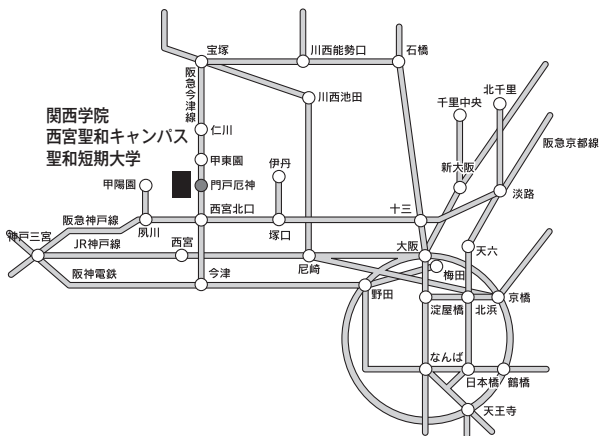 宝塚
川西能勢口
石橋
阪急今津線
川西池田
北千里
千里中央
関西学院
西宮聖和キャンパス
聖和短期大学
仁川
阪急京都線
甲東園
伊丹
新大阪
甲陽園
門戸厄神
淡路
西宮北口
十三
阪急神戸線
夙川
塚口
神戸三宮
JR神戸線
西宮
大阪
天六
尼崎
梅田
阪神電鉄
今津
野田
京橋
淀屋橋
北浜
なんば
日本橋
鶴橋
天王寺